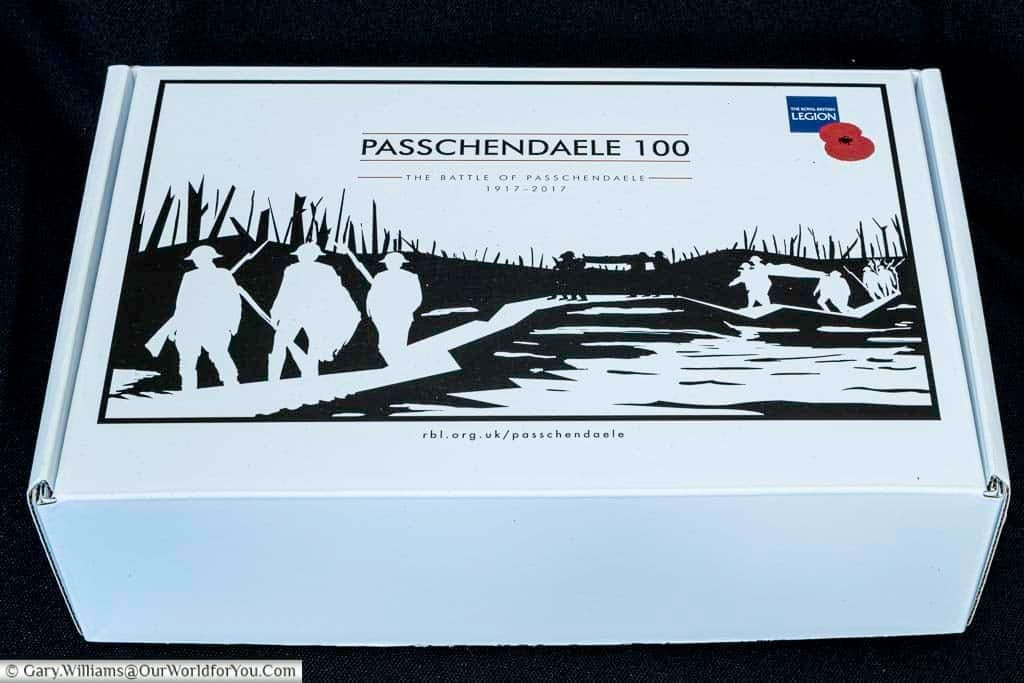 THE ROYAL BRITISH
LEGION
PASSCHENDAELE 100
THE BATTLE OF PASSCHENDAELE
1917–2017
rbl.org.uk/passchendaele
© Gary.Williams@OurWorldforYou.Com